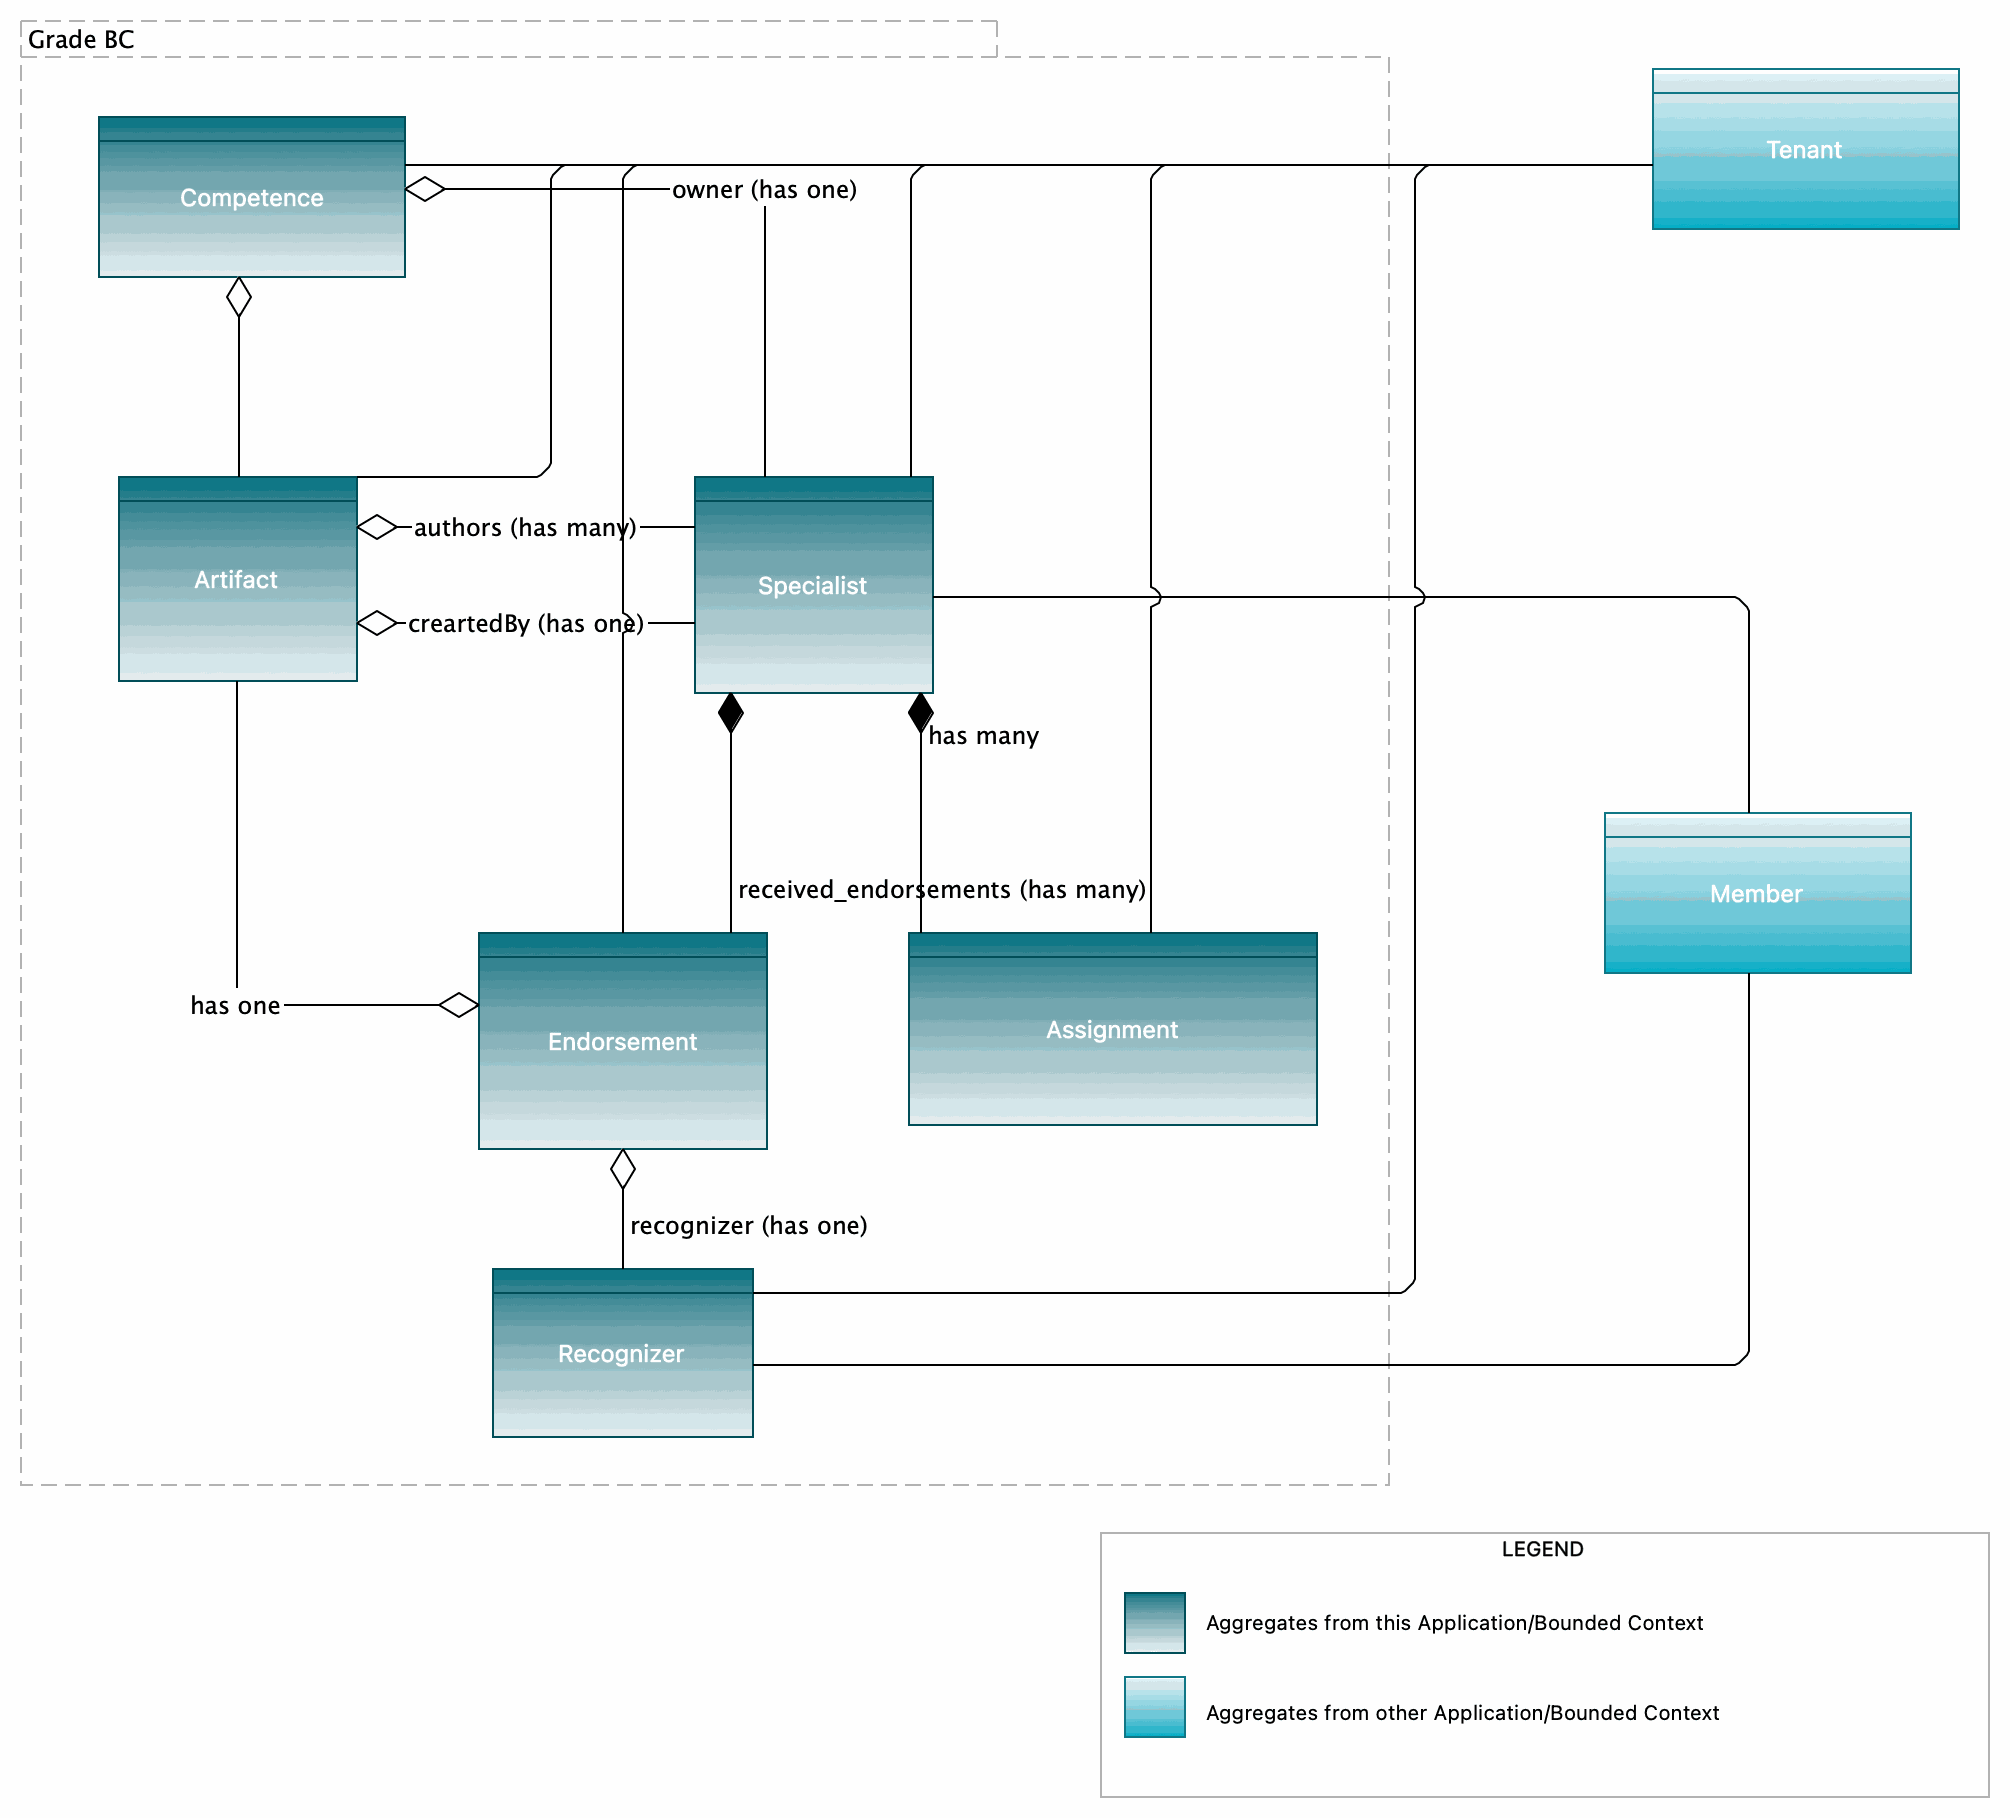 Grade BC
Tenant
Competence
owner (has one)
authors (has many)
Artifact
Specialist
creartedBy (has one)
has many
received_endorsements (has many)
Member
has one
Endorsement
Assignment
recognizer (has one)
Recognizer
LEGEND
Aggregates from this Application/Bounded Context
Aggregates from other Application/Bounded Context